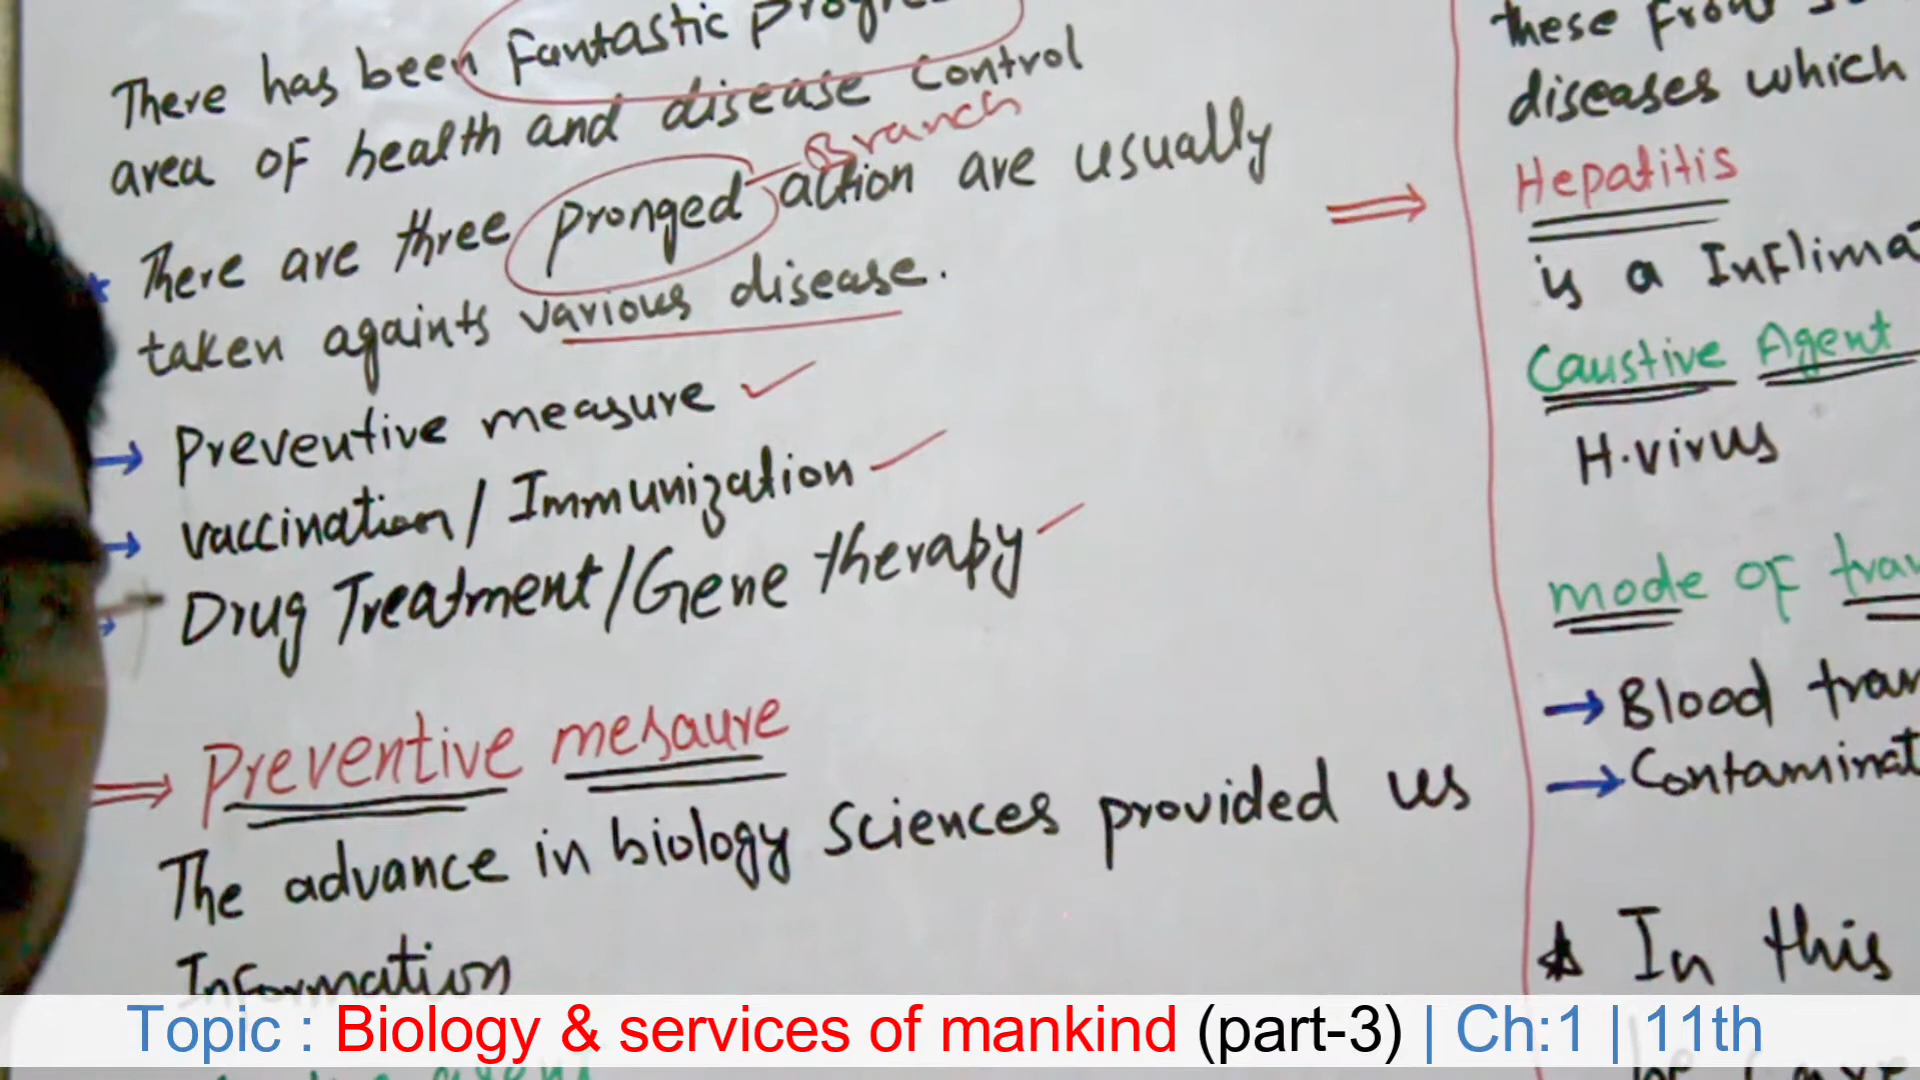 There has been Fantastic
area of health and disease control
Branch
There are three pronged action are usually
taken againts various disease.
→ Preventive measure ✓
→ vaccination / Immunization
→ Drug Treatment/Gene therapy
⇒ Preventive mesaure
The advance in biology Sciences provided us
Information
⇒
these From
diseases which
Hepatitis
is a
Caustive Agent
H.virus
mode of
→ Blood
→
★ In this
Topic : Biology & services of mankind (part-3) | Ch:1 | 11th